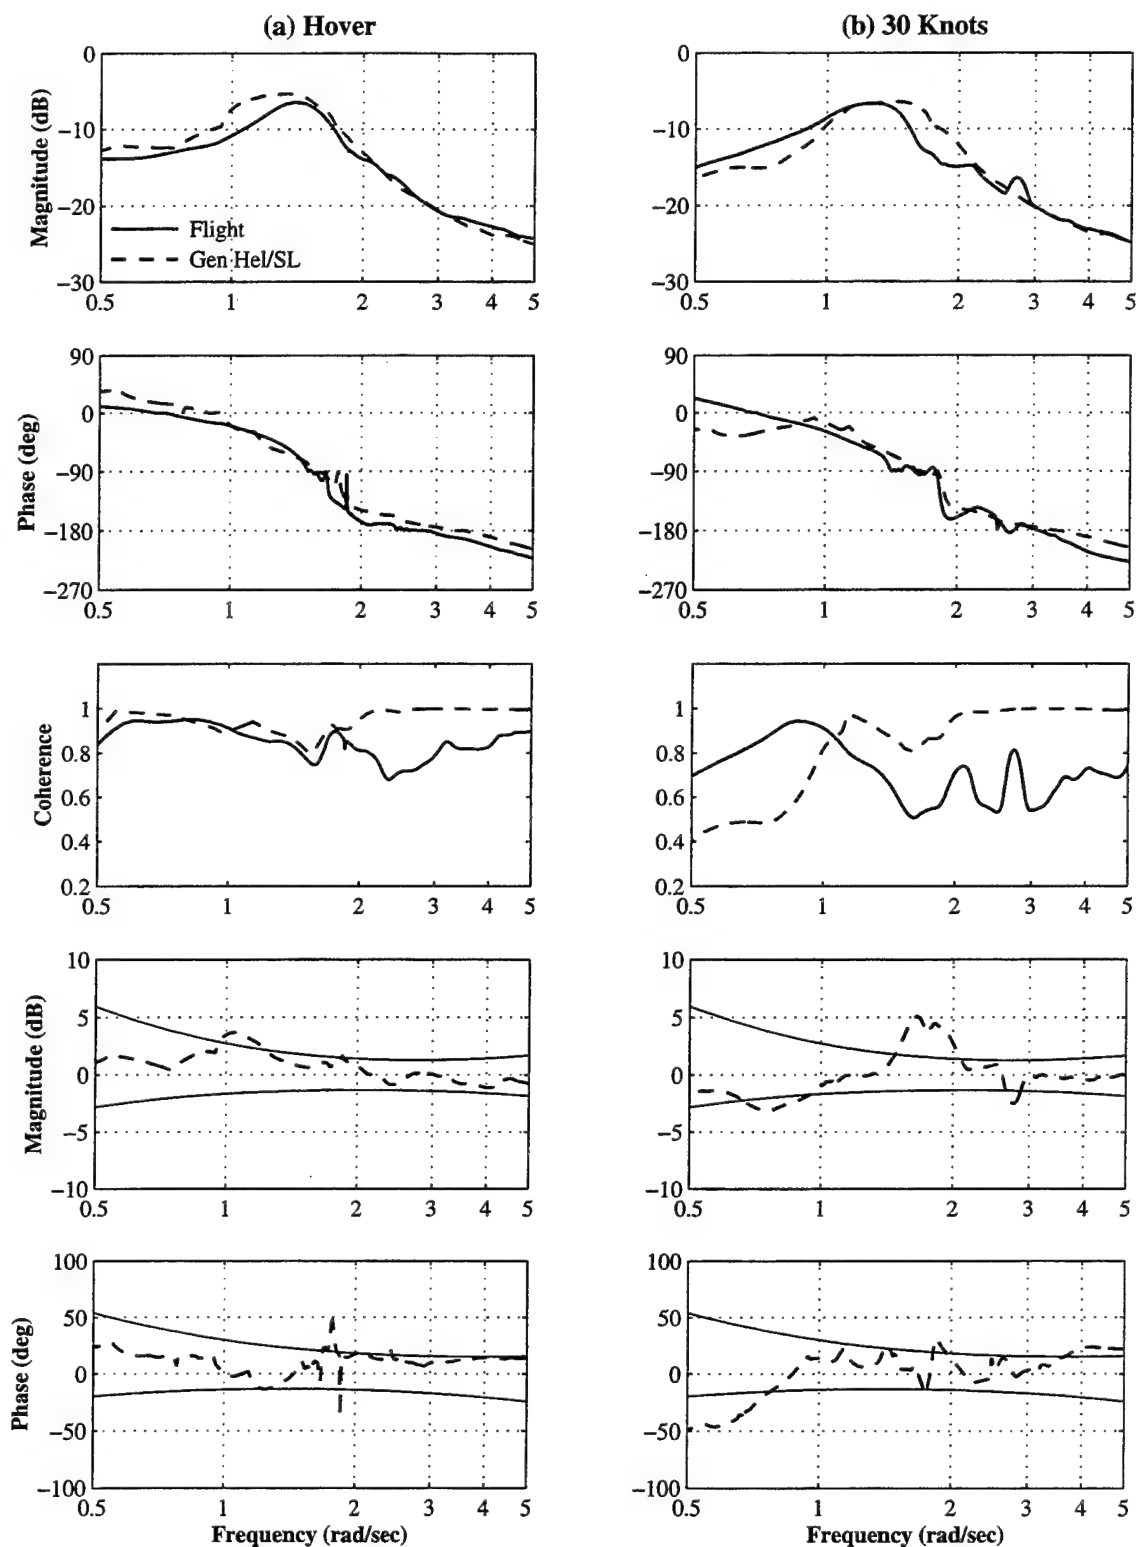 (a) Hover
(b) 30 Knots
Magnitude (dB)
0
−10
−20
−30
Flight
Gen Hel/SL
0.5 1 2 3 4 5
0
−10
−20
−30
0.5 1 2 3 4 5
Phase (deg)
90
0
−90
−180
−270
0.5 1 2 3 4 5
90
0
−90
−180
−270
0.5 1 2 3 4 5
Coherence
1
0.8
0.6
0.4
0.2
0.5 1 2 3 4 5
1
0.8
0.6
0.4
0.2
0.5 1 2 3 4 5
Magnitude (dB)
10
5
0
−5
−10
0.5 1 2 3 4 5
10
5
0
−5
−10
0.5 1 2 3 4 5
Phase (deg)
100
50
0
−50
−100
0.5 1 2 3 4 5
Frequency (rad/sec)
100
50
0
−50
−100
0.5 1 2 3 4 5
Frequency (rad/sec)